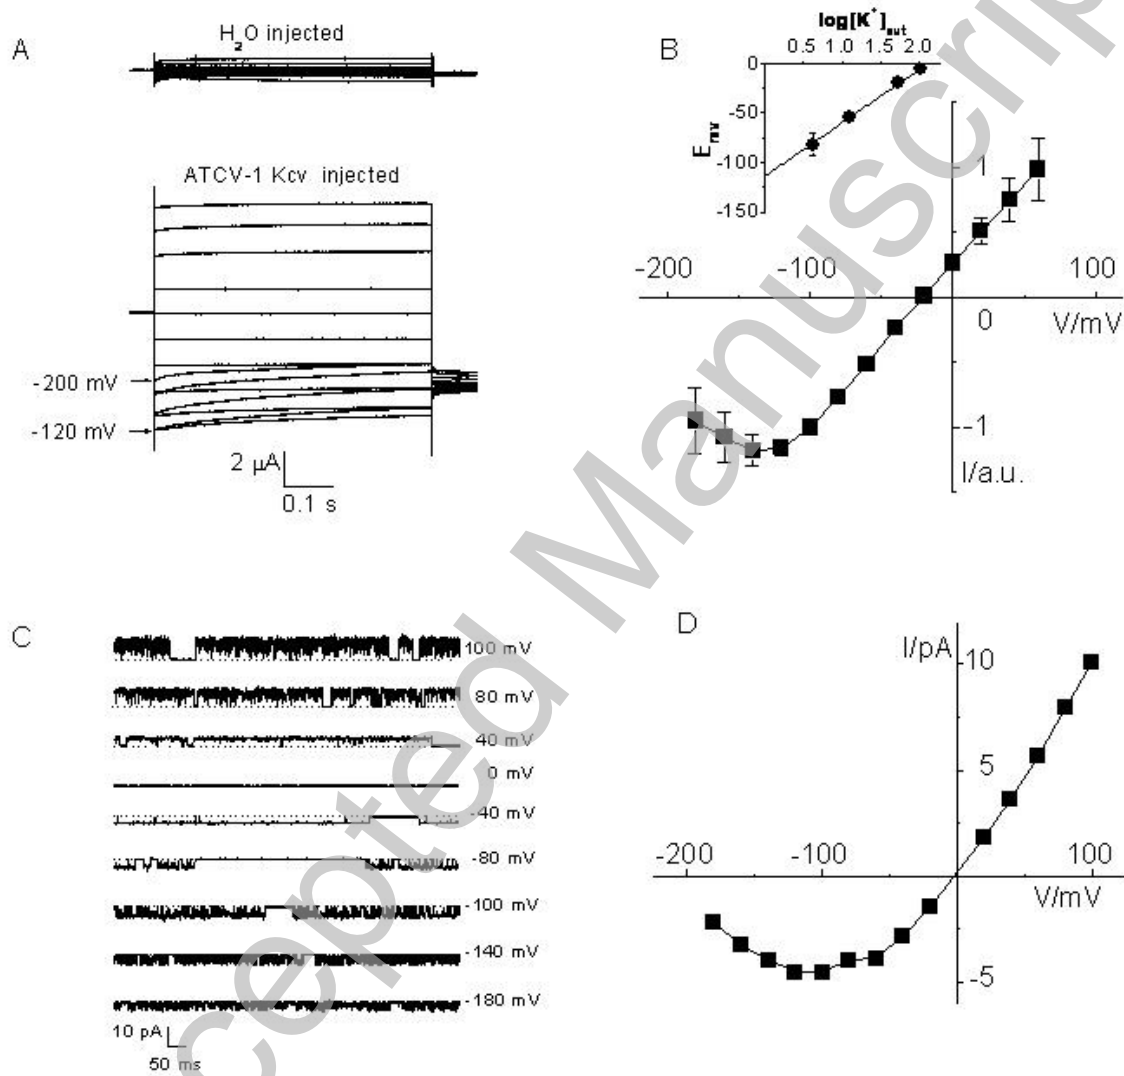 A
H₂O injected
ATCV-1 Kcv injected
-200 mV
-120 mV
2 µA
0.1 s
B
log[K⁺]out
0.5 1.0 1.5 2.0
0
-50
-100
-150
Erev
1
-200 -100 100
0 V/mV
-1
I/a.u.
C
100 mV
80 mV
40 mV
0 mV
-40 mV
-80 mV
-100 mV
-140 mV
-180 mV
10 pA
50 ms
D
I/pA
10
5
-200 -100 100
V/mV
-5
cepted Manuscrip